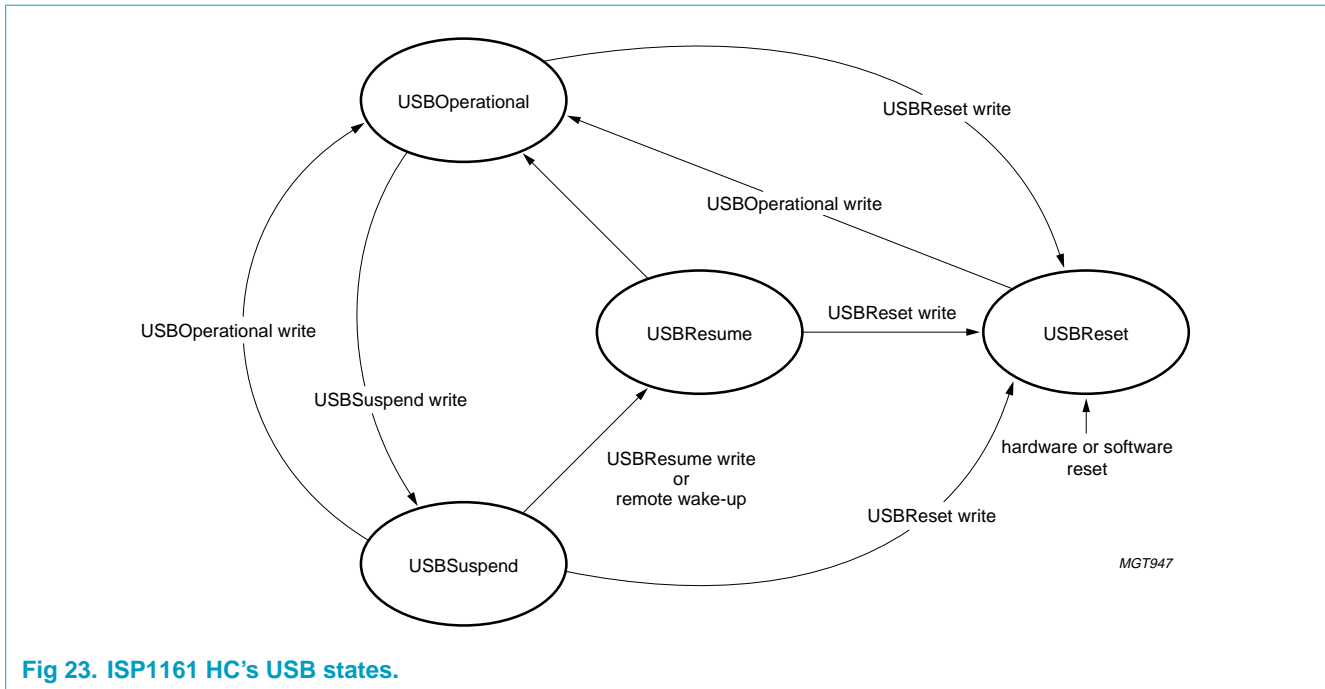 USBOperational
USBReset write
USBOperational write
USBOperational write
USBResume
USBReset write
USBReset
USBSuspend write
hardware or software
reset
USBResume write
or
remote wake-up
USBReset write
USBSuspend
MGT947
Fig 23. ISP1161 HC’s USB states.